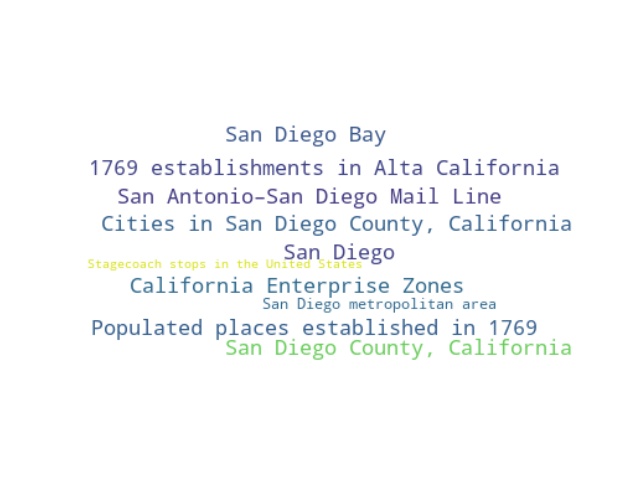 San Diego Bay
1769 establishments in Alta California
San Antonio–San Diego Mail Line
Cities in San Diego County, California
San Diego
Stagecoach stops in the United States
California Enterprise Zones
San Diego metropolitan area
Populated places established in 1769
San Diego County, California